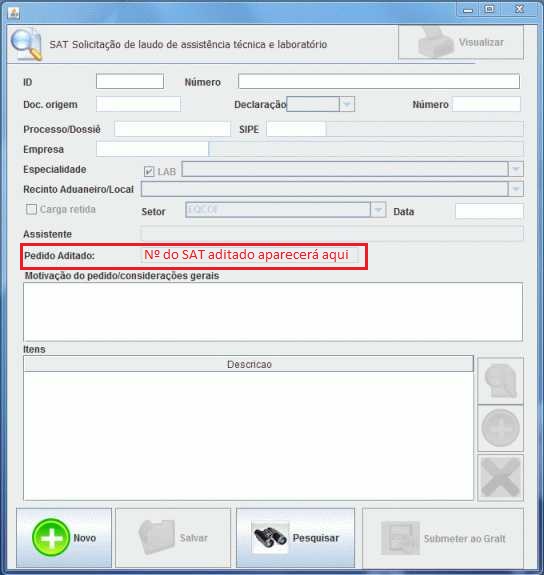 SAT Solicitação de laudo de assistência técnica e laboratório
Visualizar
ID Número
Doc. origem Declaração Número
Processo/Dossiê SIPE
Empresa
Especialidade LAB
Recinto Aduaneiro/Local
Carga retida Setor EQCOF Data
Assistente
Pedido Aditado: Nº do SAT aditado aparecerá aqui
Motivação do pedido/considerações gerais
Itens
Descricao
Novo Salvar Pesquisar Submeter ao Gralt